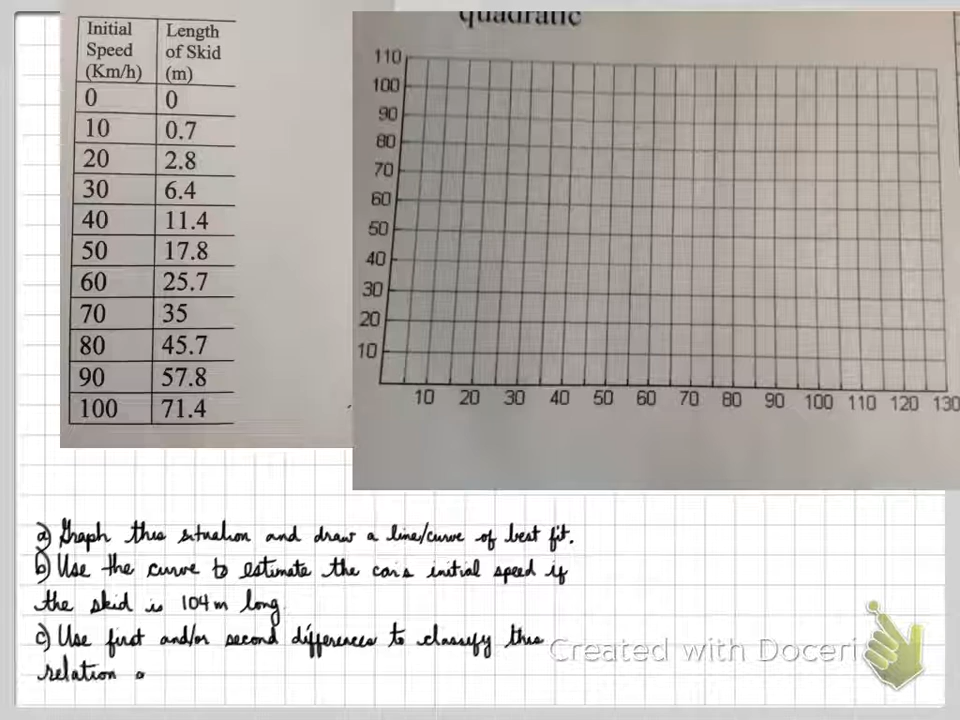 quadratic
Initial Speed (Km/h) Length of Skid (m)
0 0
10 0.7
20 2.8
30 6.4
40 11.4
50 17.8
60 25.7
70 35
80 45.7
90 57.8
100 71.4
110
100
90
80
70
60
50
40
30
20
10
10 20 30 40 50 60 70 80 90 100 110 120 130
a) Graph this situation and draw a line/curve of best fit.
b) Use the curve to estimate the car's initial speed if
the skid is 104 m long.
c) Use first and/or second differences to classify this
relation
Created with Doceri